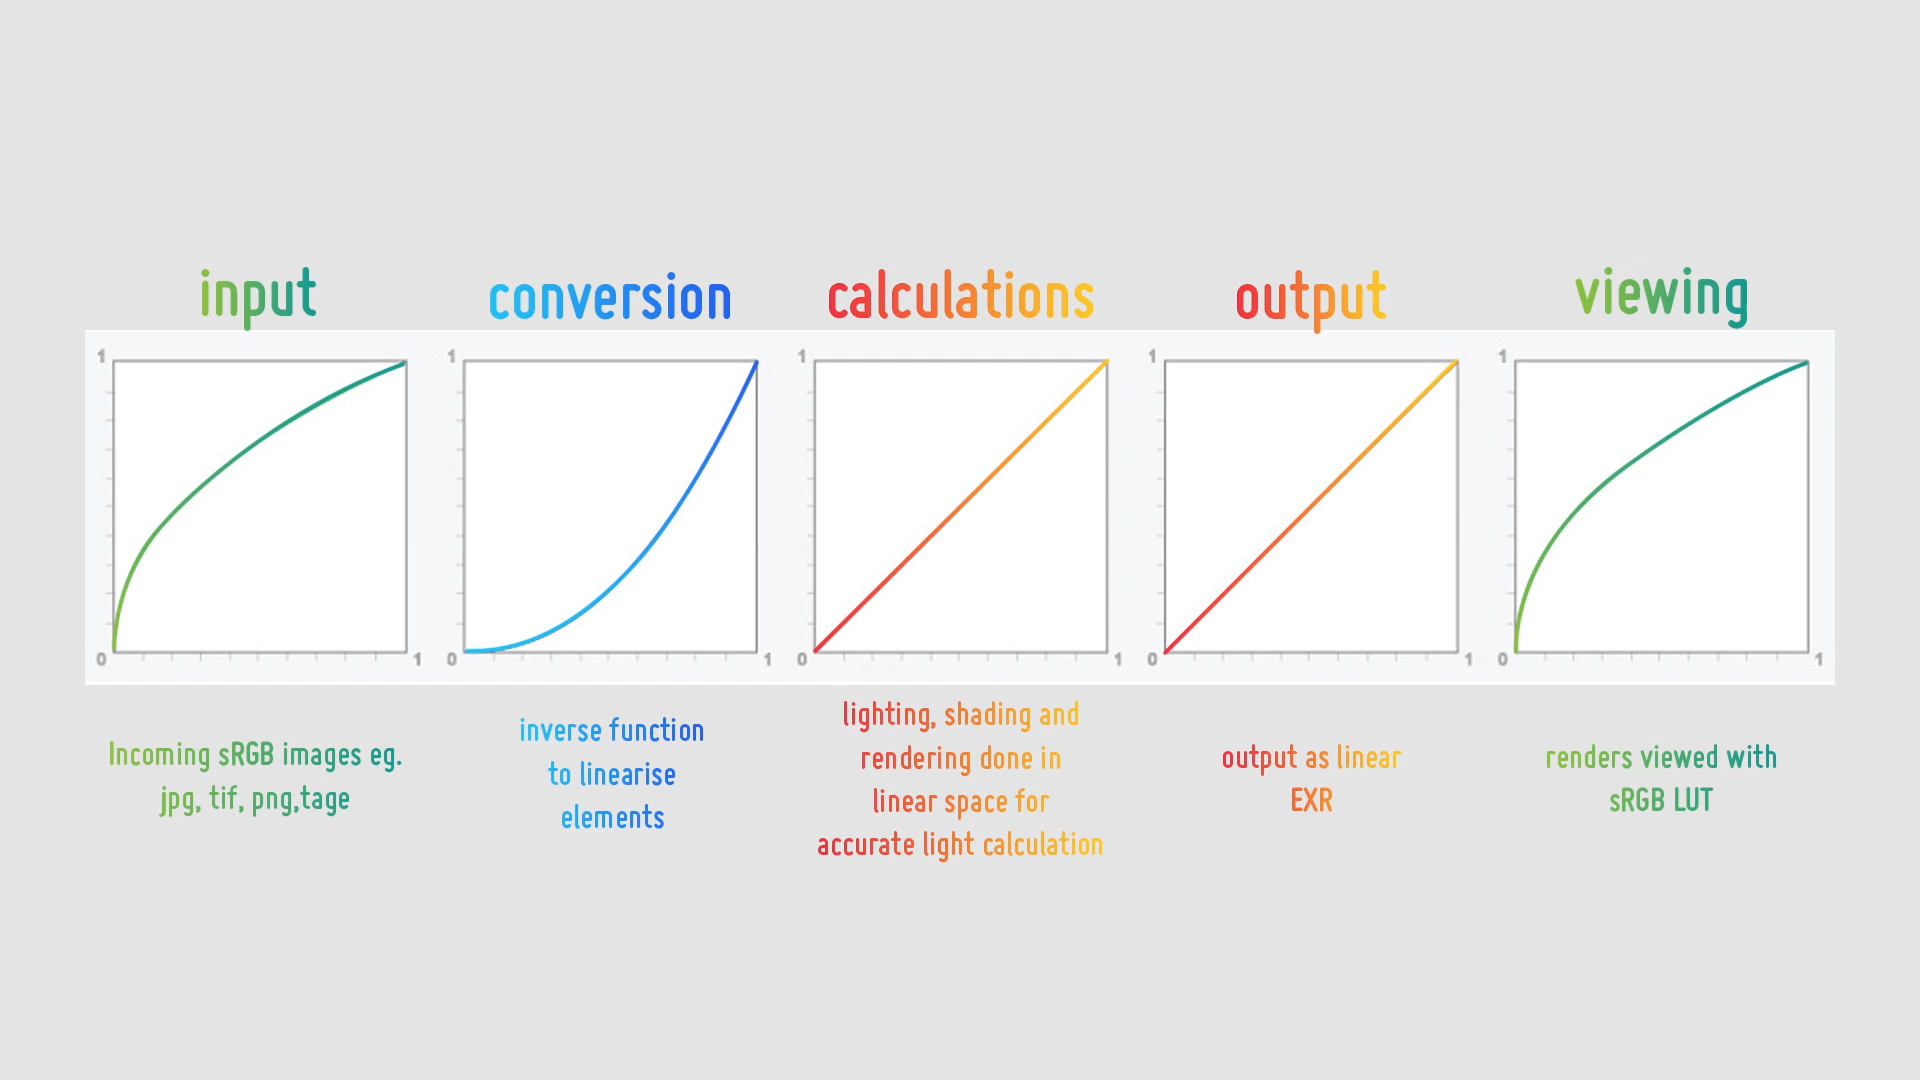 input
conversion
calculations
output
viewing
1
0
1
1
0
1
1
0
1
1
0
1
1
0
1
Incoming sRGB images eg.
jpg, tif, png,tage
inverse function
to linearise
elements
lighting, shading and
rendering done in
linear space for
accurate light calculation
output as linear
EXR
renders viewed with
sRGB LUT